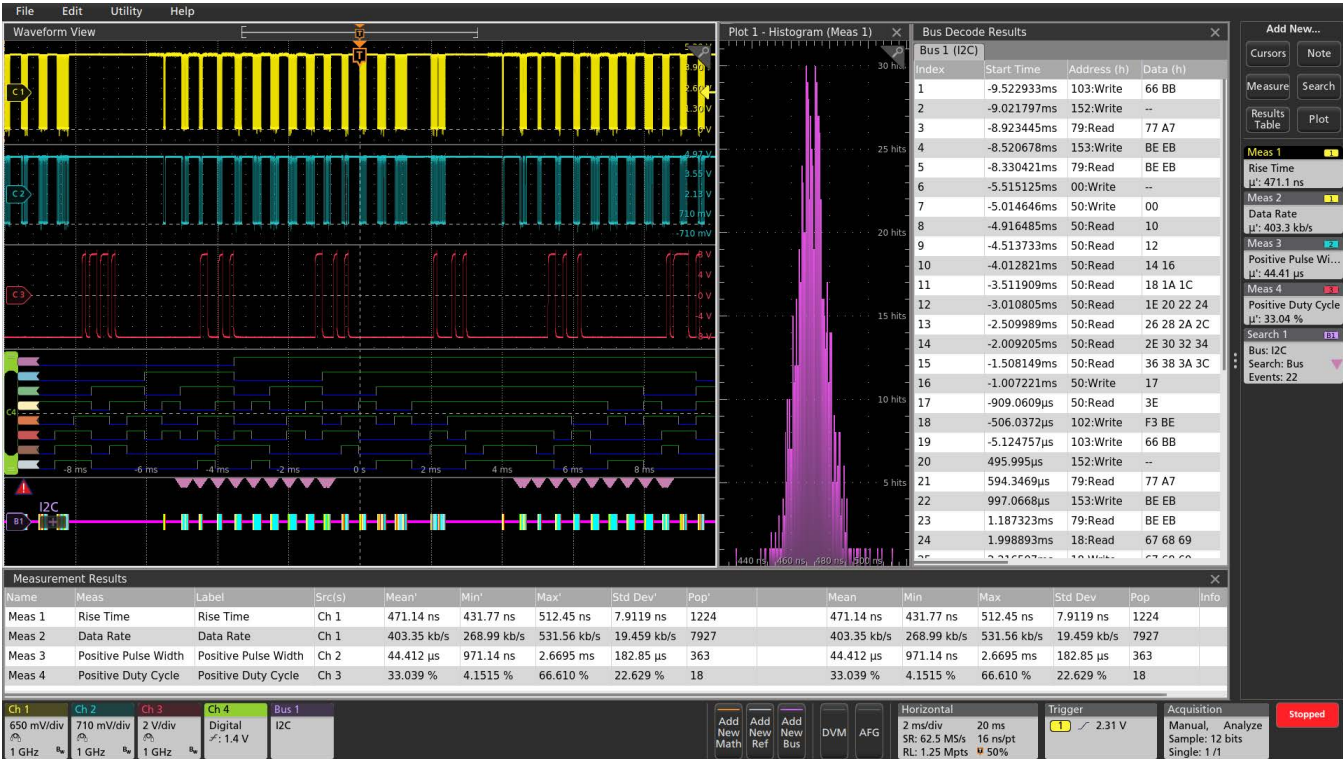 File Edit Utility Help
Waveform View
T
T
C 1
2.60 V
1.30 V
C 2
4.97 V
3.55 V
2.13 V
710 mV
-710 mV
C 3
4 V
0 V
-4 V
-8 V
C4
-8 ms -6 ms -4 ms -2 ms 0 s 2 ms 4 ms 6 ms 8 ms
I2C
B1
Plot 1 - Histogram (Meas 1)
30 hits
25 hits
20 hits
15 hits
10 hits
5 hits
440 ns 460 ns 480 ns 500 ns
Bus Decode Results
Bus 1 (I2C)
Index Start Time Address (h) Data (h)
1 -9.522933ms 103:Write 66 BB
2 -9.021797ms 152:Write --
3 -8.923445ms 79:Read 77 A7
4 -8.520678ms 153:Write BE EB
5 -8.330421ms 79:Read BE EB
6 -5.515125ms 00:Write --
7 -5.014646ms 50:Write 00
8 -4.916485ms 50:Read 10
9 -4.513733ms 50:Read 12
10 -4.012821ms 50:Read 14 16
11 -3.511909ms 50:Read 18 1A 1C
12 -3.010805ms 50:Read 1E 20 22 24
13 -2.509989ms 50:Read 26 28 2A 2C
14 -2.009205ms 50:Read 2E 30 32 34
15 -1.508149ms 50:Read 36 38 3A 3C
16 -1.007221ms 50:Write 17
17 -909.0609µs 50:Read 3E
18 -506.0372µs 102:Write F3 BE
19 -5.124757µs 103:Write 66 BB
20 495.995µs 152:Write --
21 594.3469µs 79:Read 77 A7
22 997.0668µs 153:Write BE EB
23 1.187323ms 79:Read BE EB
24 1.998893ms 18:Read 67 68 69
Add New...
Cursors Note
Measure Search
Results Table Plot
Meas 1 1
Rise Time
µ': 471.1 ns
Meas 2 1
Data Rate
µ': 403.3 kb/s
Meas 3 2
Positive Pulse Wi...
µ': 44.41 µs
Meas 4 3
Positive Duty Cycle
µ': 33.04 %
Search 1 B1
Bus: I2C
Search: Bus
Events: 22
Measurement Results
Name Meas Label Src(s) Mean' Min' Max' Std Dev' Pop' Mean Min Max Std Dev Pop Info
Meas 1 Rise Time Rise Time Ch 1 471.14 ns 431.77 ns 512.45 ns 7.9119 ns 1224 471.14 ns 431.77 ns 512.45 ns 7.9119 ns 1224
Meas 2 Data Rate Data Rate Ch 1 403.35 kb/s 268.99 kb/s 531.56 kb/s 19.459 kb/s 7927 403.35 kb/s 268.99 kb/s 531.56 kb/s 19.459 kb/s 7927
Meas 3 Positive Pulse Width Positive Pulse Width Ch 2 44.412 µs 971.14 ns 2.6695 ms 182.85 µs 363 44.412 µs 971.14 ns 2.6695 ms 182.85 µs 363
Meas 4 Positive Duty Cycle Positive Duty Cycle Ch 3 33.039 % 4.1515 % 66.610 % 22.629 % 18 33.039 % 4.1515 % 66.610 % 22.629 % 18
Ch 1
650 mV/div
1 GHz Bw
Ch 2
710 mV/div
1 GHz Bw
Ch 3
2 V/div
1 GHz Bw
Ch 4
Digital
: 1.4 V
Bus 1
I2C
Add New Math
Add New Ref
Add New Bus
DVM
AFG
Horizontal
2 ms/div 20 ms
SR: 62.5 MS/s 16 ns/pt
RL: 1.25 Mpts 50%
Trigger
1 2.31 V
Acquisition
Manual, Analyze
Sample: 12 bits
Single: 1 /1
Stopped